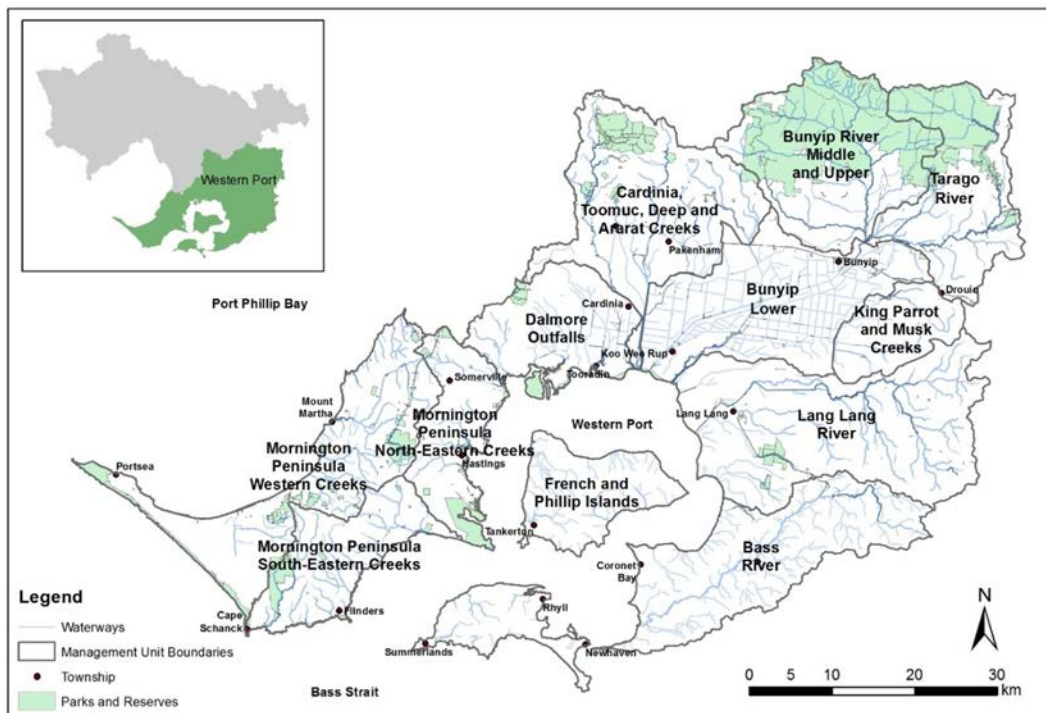 Western Port
Port Phillip Bay
Bunyip River
Middle
and Upper
Tarago
River
Cardinia,
Toomuc, Deep and
Ararat Creeks
Pakenham
Bunyip
Bunyip
Lower
Drouin
King Parrot
and Musk
Creeks
Cardinia
Dalmore
Outfalls
Koo Wee Rup
Tooradin
Somerville
Mount
Martha
Mornington
Peninsula
North-Eastern Creeks
Hastings
Western Port
Lang Lang
Lang Lang
River
Mornington
Peninsula
Western Creeks
Portsea
French and
Phillip Islands
Tankerton
Mornington Peninsula
South-Eastern Creeks
Coronet
Bay
Bass
River
Flinders
Cape
Schanck
Rhyll
Summerlands
Newhaven
Bass Strait
Legend
Waterways
Management Unit Boundaries
Township
Parks and Reserves
N
0 5 10 20 30
km